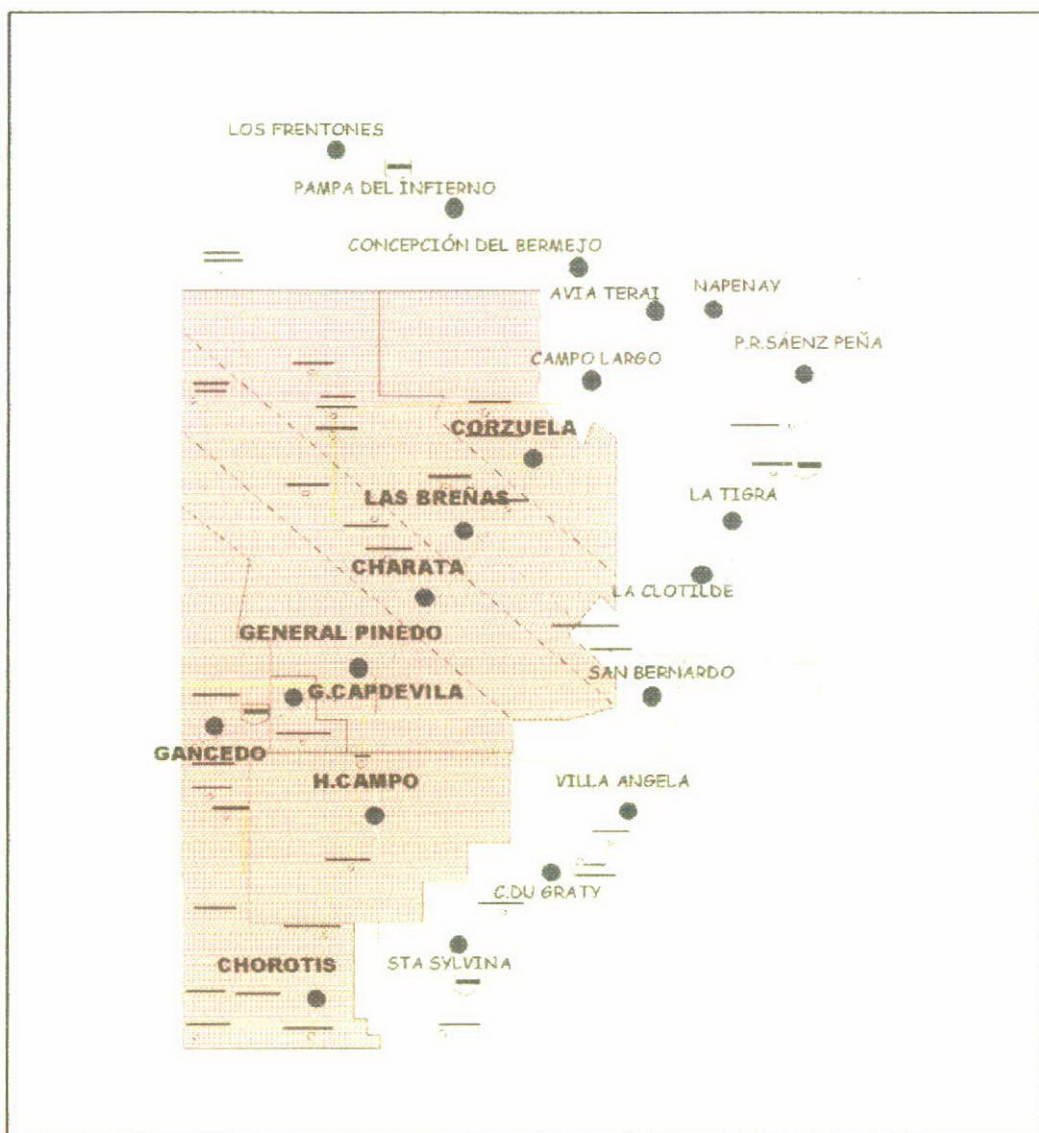 LOS FRENTONES
PAMPA DEL INFIERNO
CONCEPCIÓN DEL BERMEJO
AVIA TERAI
NAPENAY
P.R.SÁENZ PEÑA
CAMPO LARGO
CORZUELA
LAS BREÑAS
LA TIGRA
CHARATA
LA CLOTILDE
GENERAL PINEDO
SAN BERNARDO
G.CAPDEVILA
GANCEDO
H.CAMPO
VILLA ANGELA
C.DU GRATY
CHOROTIS
STA SYLVINA